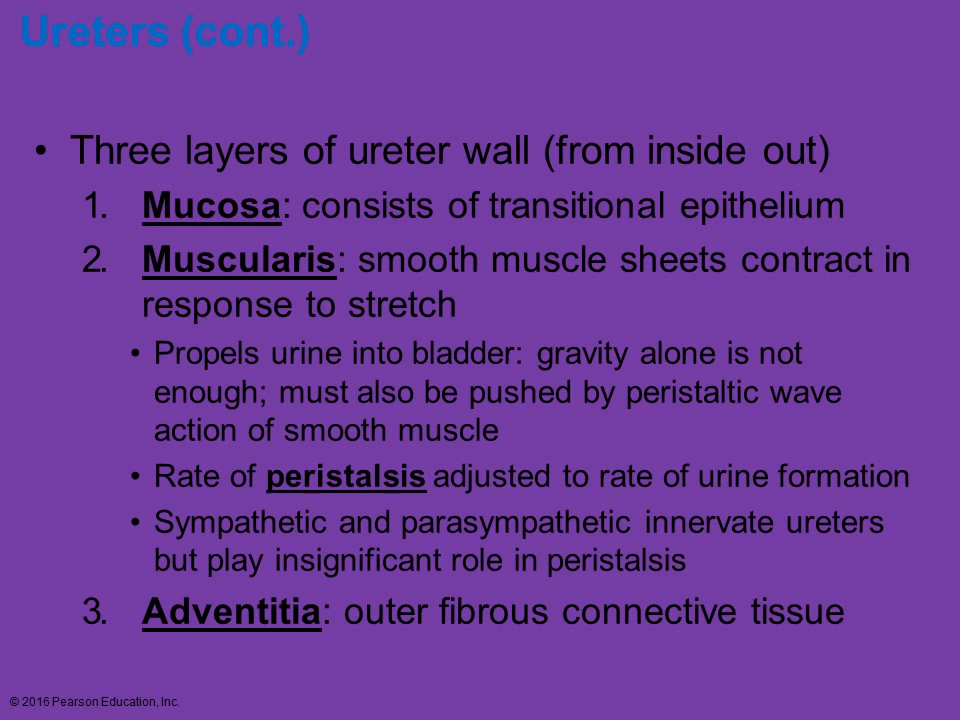 Ureters (cont.)
• Three layers of ureter wall (from inside out)
1. Mucosa: consists of transitional epithelium
2. Muscularis: smooth muscle sheets contract in
response to stretch
• Propels urine into bladder: gravity alone is not
enough; must also be pushed by peristaltic wave
action of smooth muscle
• Rate of peristalsis adjusted to rate of urine formation
• Sympathetic and parasympathetic innervate ureters
but play insignificant role in peristalsis
3. Adventitia: outer fibrous connective tissue
© 2016 Pearson Education, Inc.